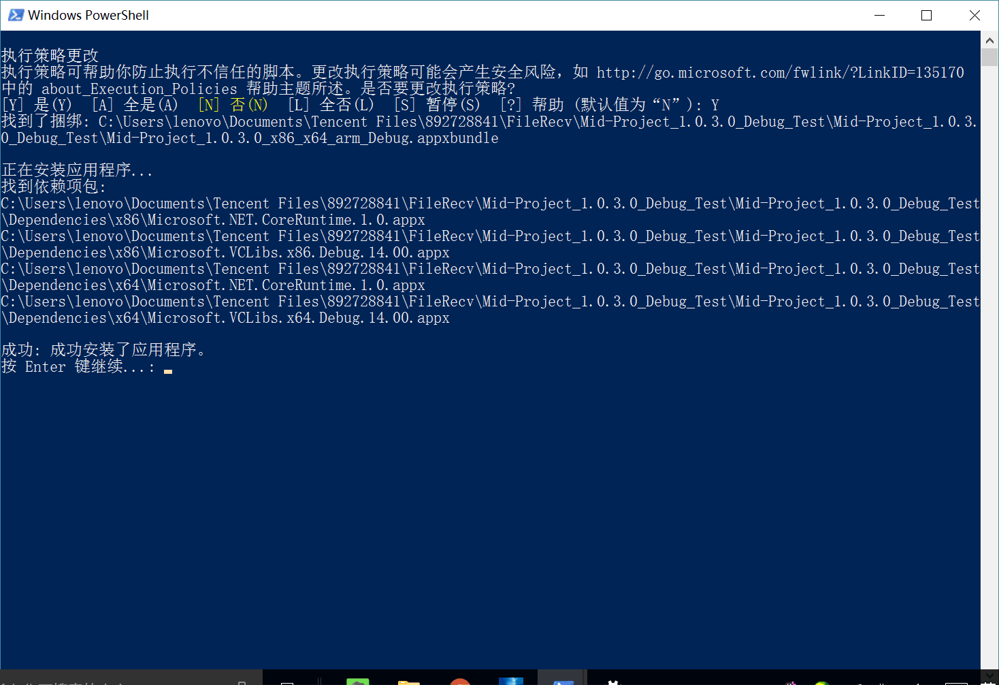 Windows PowerShell
执行策略更改
执行策略可帮助你防止执行不信任的脚本。更改执行策略可能会产生安全风险，如 http://go.microsoft.com/fwlink/?LinkID=135170
中的 about_Execution_Policies 帮助主题所述。是否要更改执行策略?
[Y] 是(Y)  [A] 全是(A)  [N] 否(N)  [L] 全否(L)  [S] 暂停(S)  [?] 帮助 (默认值为“N”): Y
找到了捆绑: C:\Users\lenovo\Documents\Tencent Files\892728841\FileRecv\Mid-Project_1.0.3.0_Debug_Test\Mid-Project_1.0.3.
0_Debug_Test\Mid-Project_1.0.3.0_x86_x64_arm_Debug.appxbundle
正在安装应用程序...
找到依赖项包:
C:\Users\lenovo\Documents\Tencent Files\892728841\FileRecv\Mid-Project_1.0.3.0_Debug_Test\Mid-Project_1.0.3.0_Debug_Test
\Dependencies\x86\Microsoft.NET.CoreRuntime.1.0.appx
C:\Users\lenovo\Documents\Tencent Files\892728841\FileRecv\Mid-Project_1.0.3.0_Debug_Test\Mid-Project_1.0.3.0_Debug_Test
\Dependencies\x86\Microsoft.VCLibs.x86.Debug.14.00.appx
C:\Users\lenovo\Documents\Tencent Files\892728841\FileRecv\Mid-Project_1.0.3.0_Debug_Test\Mid-Project_1.0.3.0_Debug_Test
\Dependencies\x64\Microsoft.NET.CoreRuntime.1.0.appx
C:\Users\lenovo\Documents\Tencent Files\892728841\FileRecv\Mid-Project_1.0.3.0_Debug_Test\Mid-Project_1.0.3.0_Debug_Test
\Dependencies\x64\Microsoft.VCLibs.x64.Debug.14.00.appx
成功: 成功安装了应用程序。
按 Enter 键继续...: